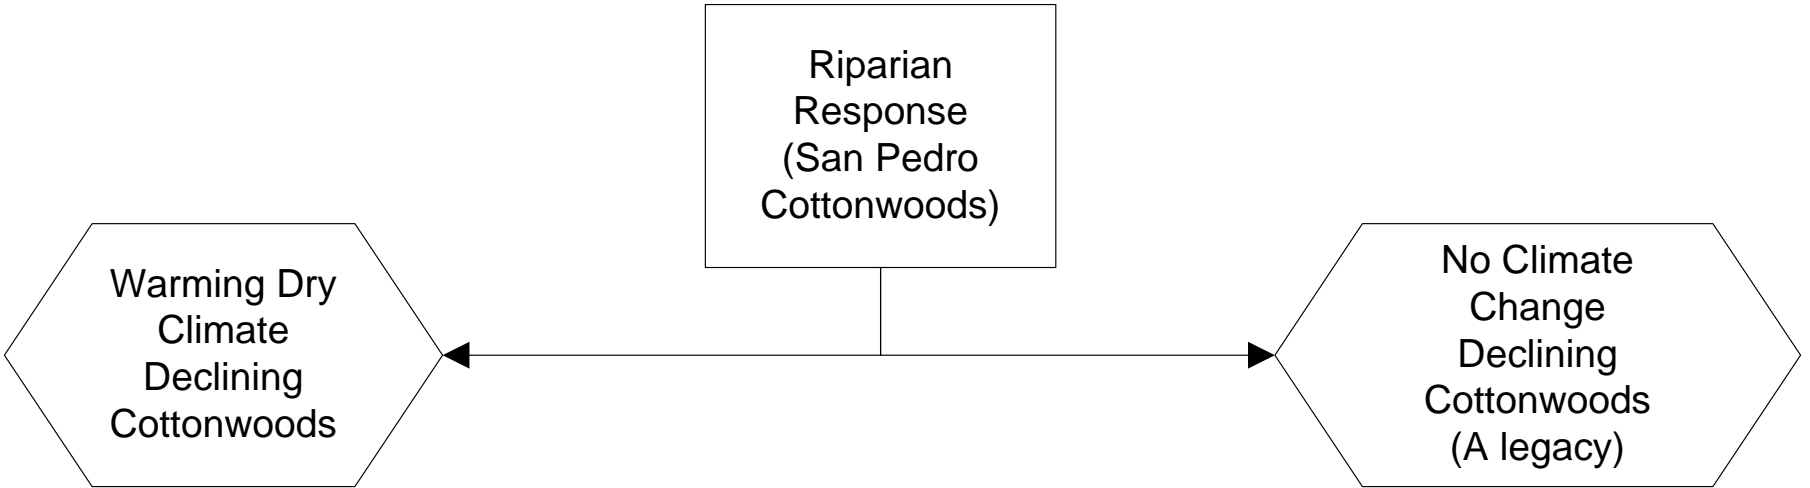 Riparian
Response
(San Pedro
Cottonwoods)
Warming Dry
Climate
Declining
Cottonwoods
No Climate
Change
Declining
Cottonwoods
(A legacy)